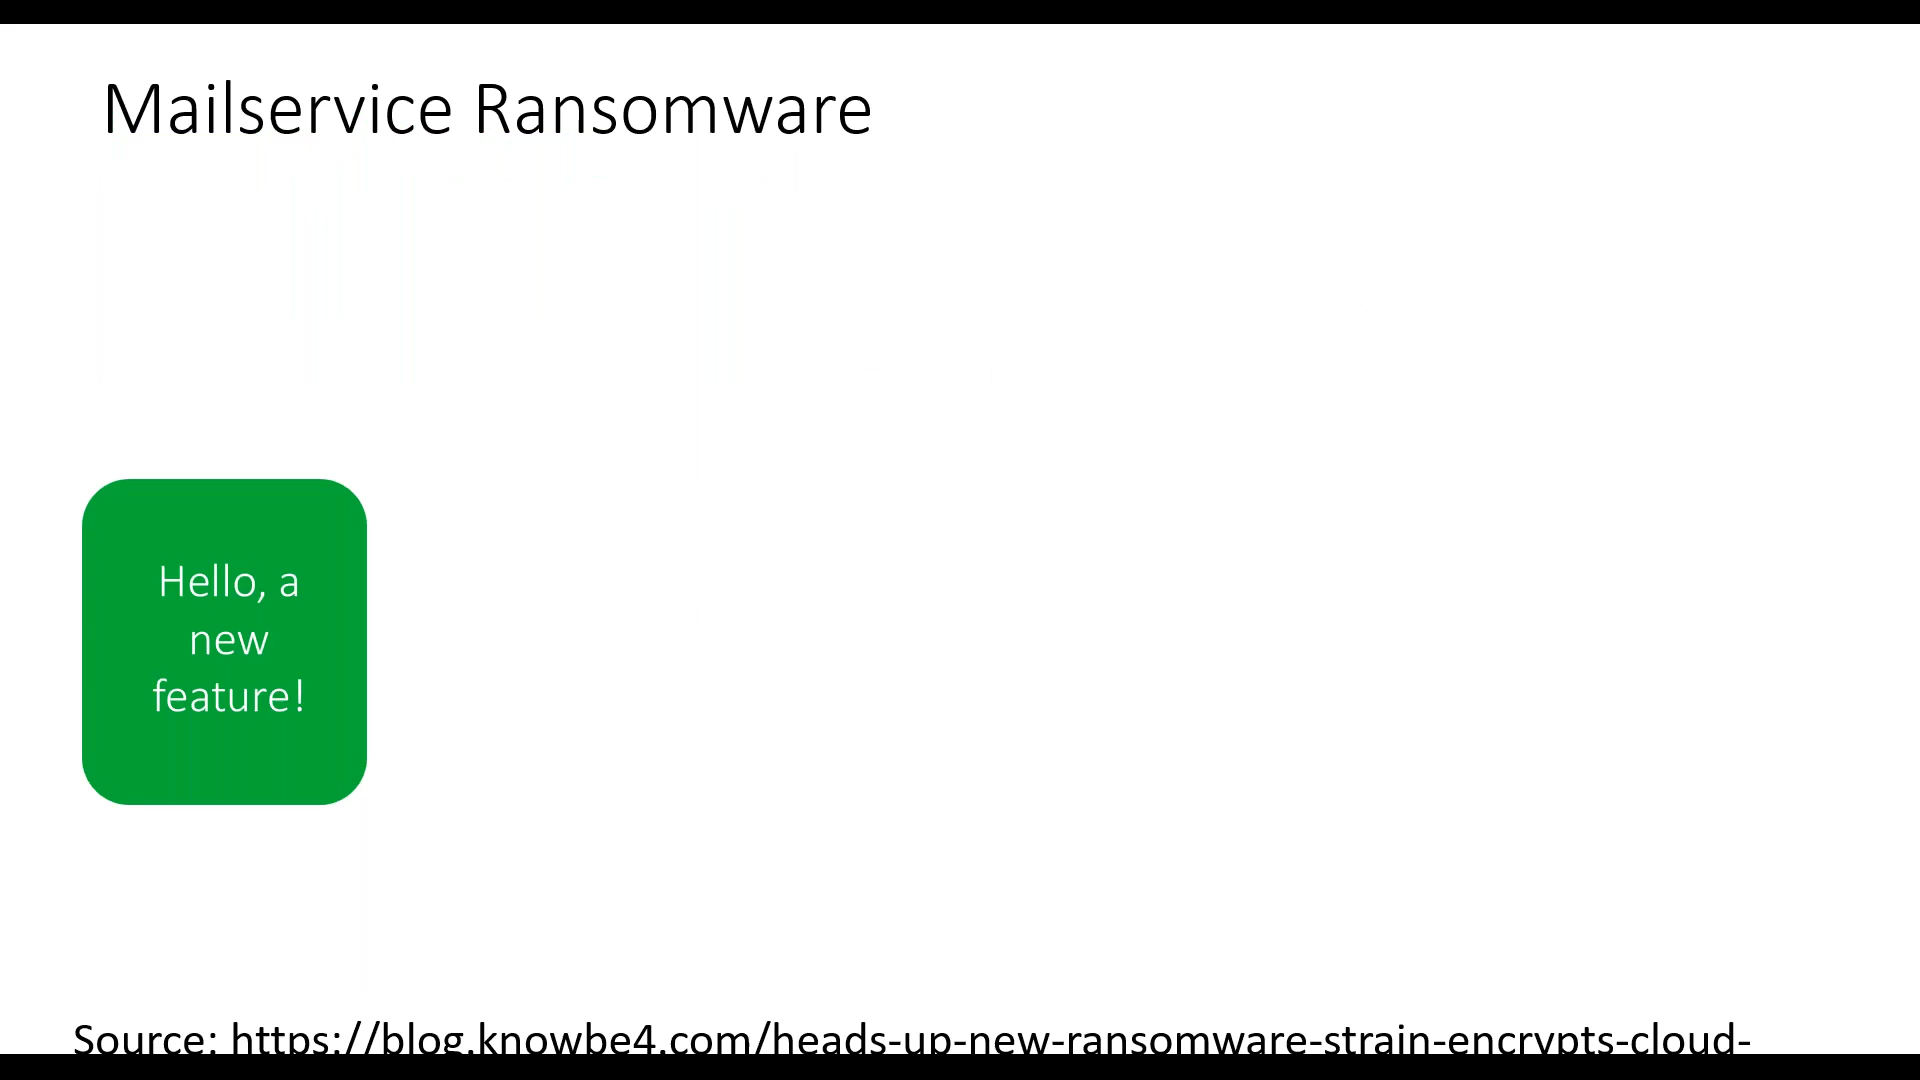 Mailservice Ransomware
Hello, a
new
feature!
Source: https://blog.knowbe4.com/heads-up-new-ransomware-strain-encrypts-cloud-